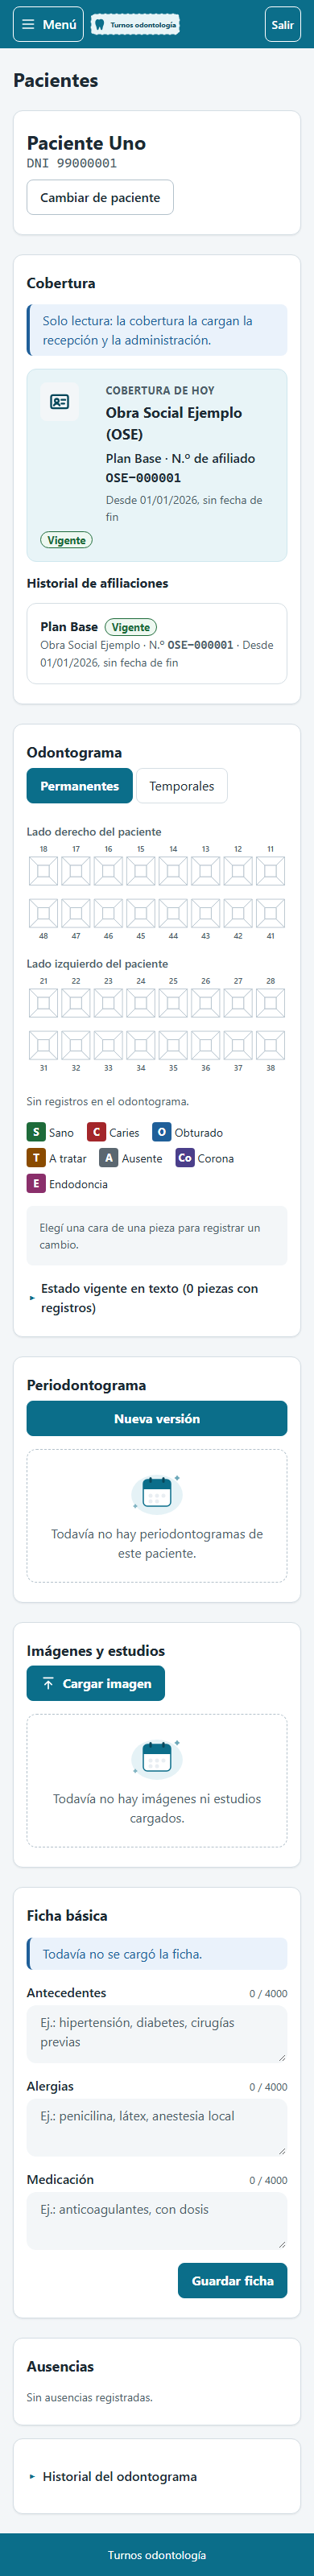 Menú
Turnos odontología
Salir
Pacientes
Paciente Uno
DNI 99000001
Cambiar de paciente
Cobertura
Solo lectura: la cobertura la cargan la
recepción y la administración.
COBERTURA DE HOY
Obra Social Ejemplo
(OSE)
Plan Base · N.º de afiliado
OSE-000001
Desde 01/01/2026, sin fecha de
fin
Vigente
Historial de afiliaciones
Plan Base Vigente
Obra Social Ejemplo · N.º OSE-000001 · Desde
01/01/2026, sin fecha de fin
Odontograma
Permanentes Temporales
Lado derecho del paciente
18 17 16 15 14 13 12 11
48 47 46 45 44 43 42 41
Lado izquierdo del paciente
21 22 23 24 25 26 27 28
31 32 33 34 35 36 37 38
Sin registros en el odontograma.
S Sano C Caries O Obturado
T A tratar A Ausente Co Corona
E Endodoncia
Elegí una cara de una pieza para registrar un
cambio.
Estado vigente en texto (0 piezas con
registros)
Periodontograma
Nueva versión
Todavía no hay periodontogramas de
este paciente.
Imágenes y estudios
Cargar imagen
Todavía no hay imágenes ni estudios
cargados.
Ficha básica
Todavía no se cargó la ficha.
Antecedentes 0 / 4000
Ej.: hipertensión, diabetes, cirugías
previas
Alergias 0 / 4000
Ej.: penicilina, látex, anestesia local
Medicación 0 / 4000
Ej.: anticoagulantes, con dosis
Guardar ficha
Ausencias
Sin ausencias registradas.
Historial del odontograma
Turnos odontología